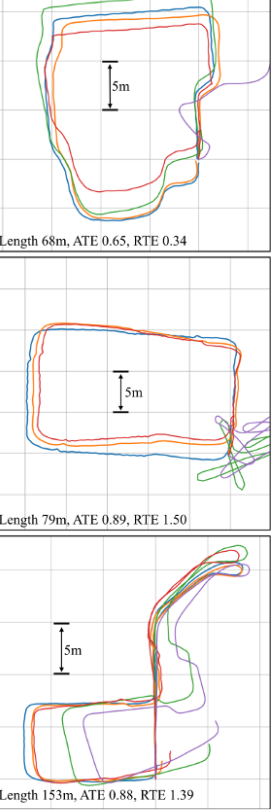 5m
Length 68m, ATE 0.65, RTE 0.34
5m
Length 79m, ATE 0.89, RTE 1.50
5m
Length 153m, ATE 0.88, RTE 1.39